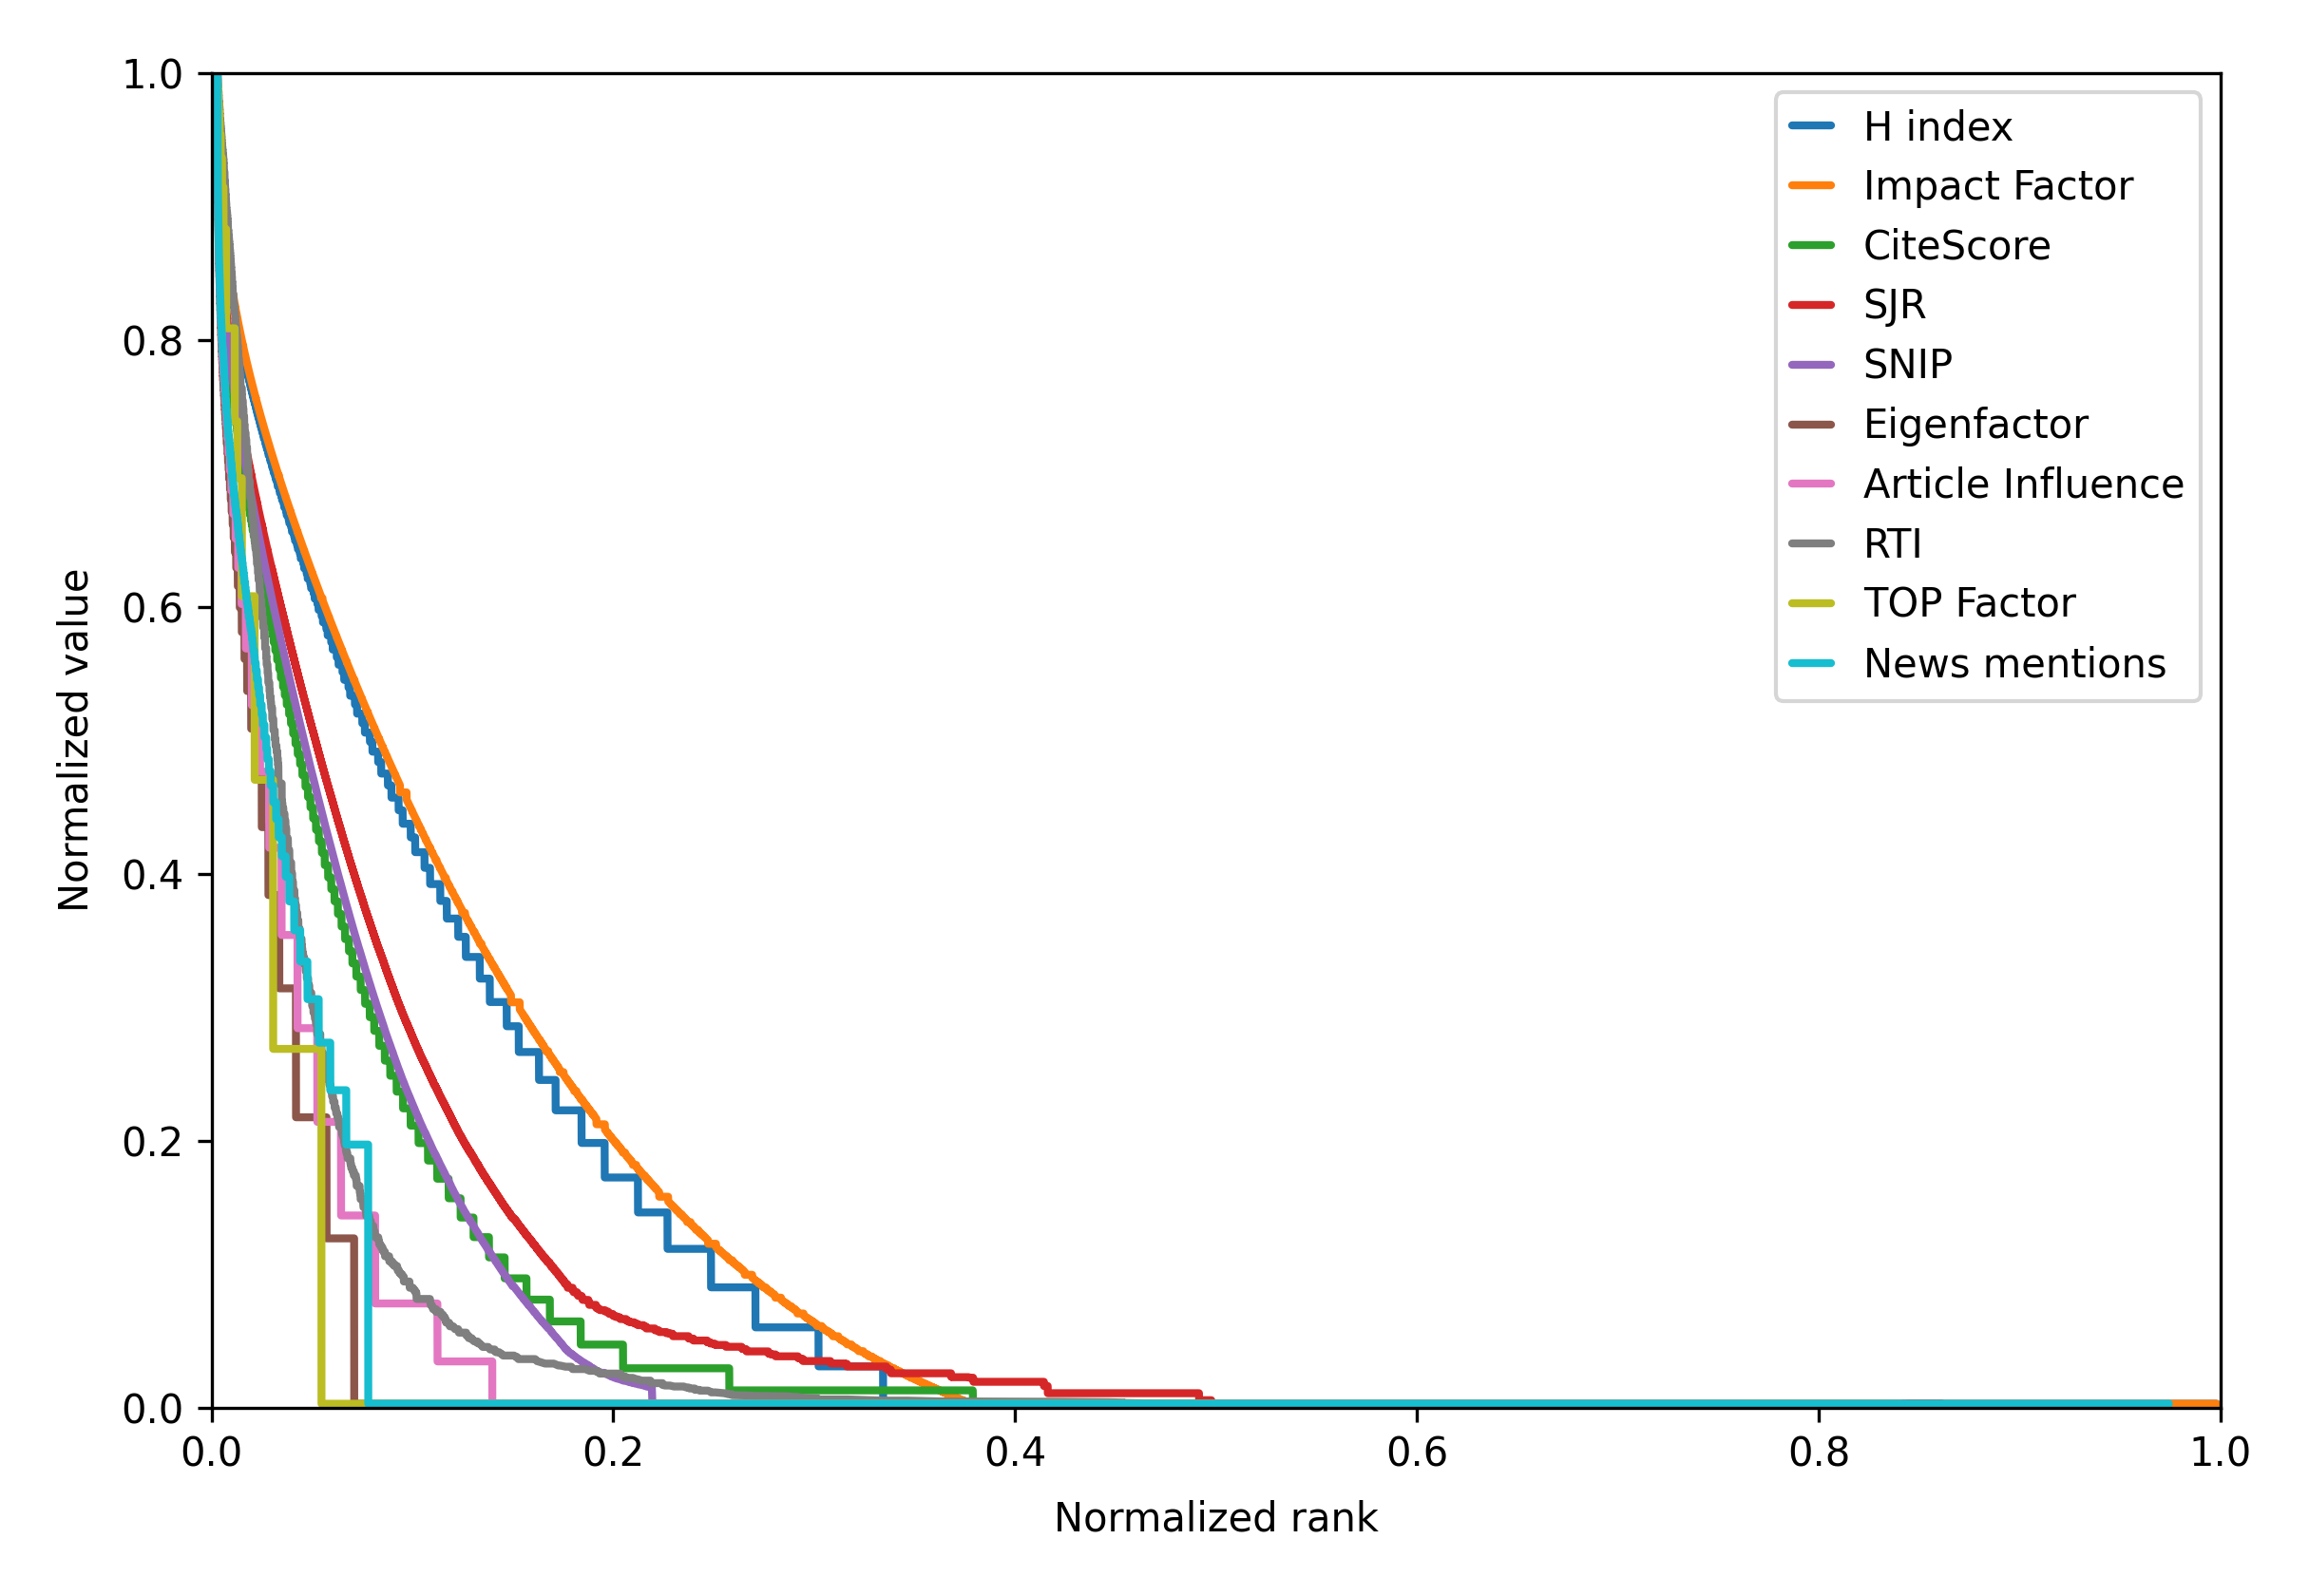 1.0
0.8
0.6
0.4
0.2
0.0
Normalized value
0.0 0.2 0.4 0.6 0.8 1.0
Normalized rank
H index
Impact Factor
CiteScore
SJR
SNIP
Eigenfactor
Article Influence
RTI
TOP Factor
News mentions